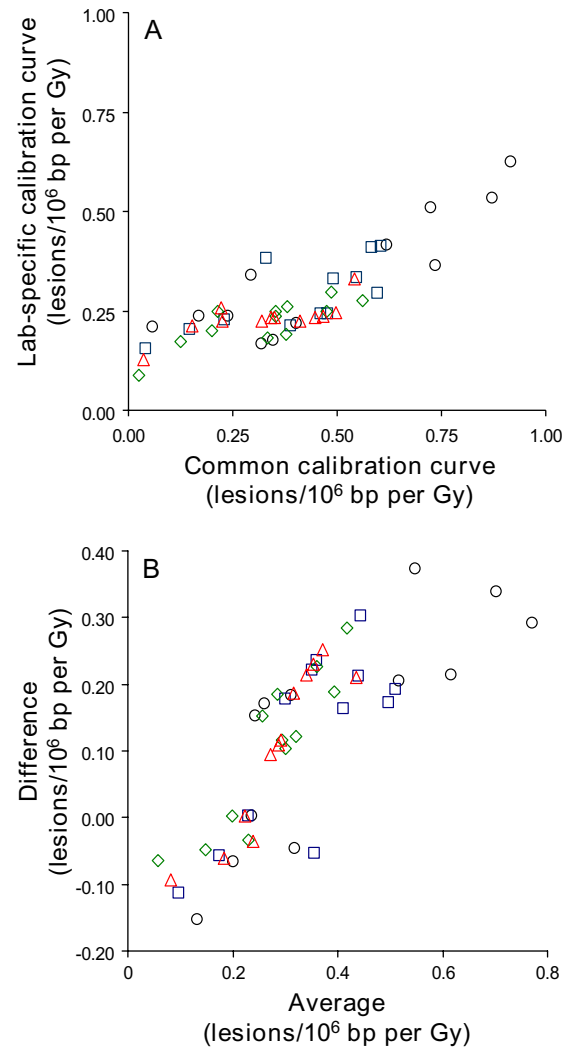 A
Lab-specific calibration curve
(lesions/10⁶ bp per Gy)
1.00
0.75
0.50
0.25
0.00
0.00 0.25 0.50 0.75 1.00
Common calibration curve
(lesions/10⁶ bp per Gy)
B
Difference
(lesions/10⁶ bp per Gy)
0.40
0.30
0.20
0.10
0.00
-0.10
-0.20
0 0.2 0.4 0.6 0.8
Average
(lesions/10⁶ bp per Gy)